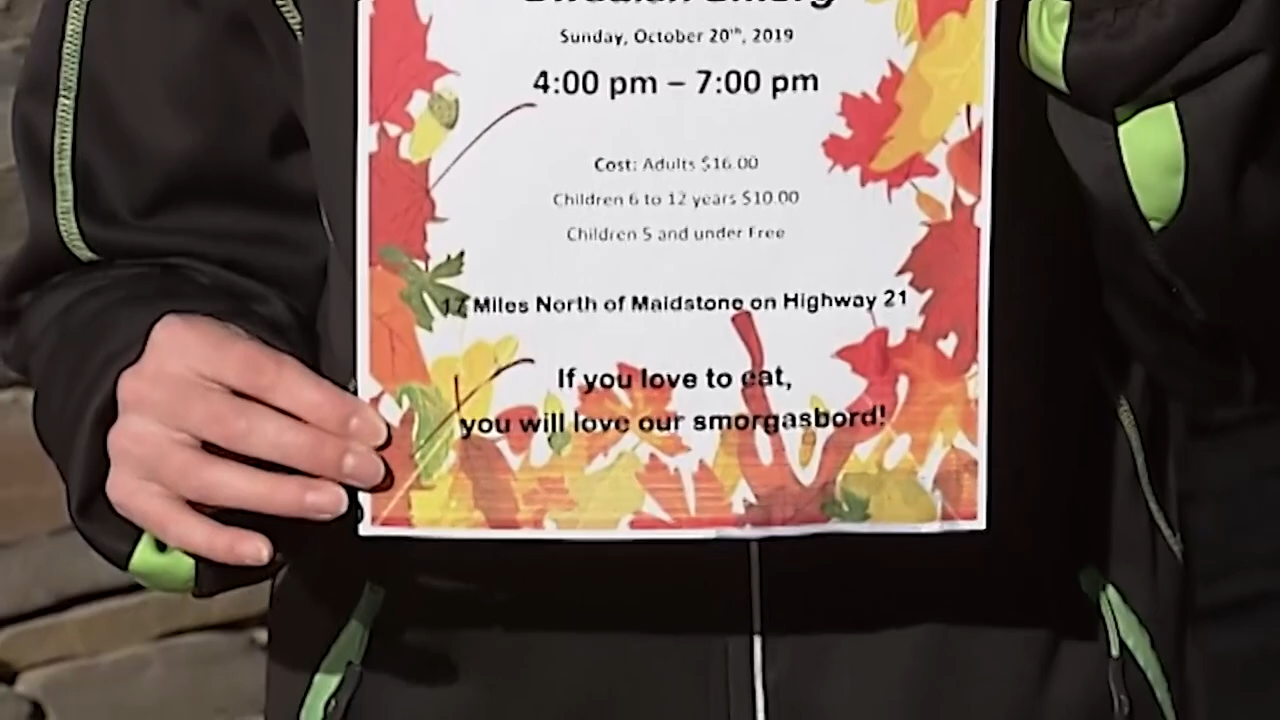 Sunday, October 20th, 2019
4:00 pm – 7:00 pm
Cost: Adults $16.00
Children 6 to 12 years $10.00
Children 5 and under Free
17 Miles North of Maidstone on Highway 21
If you love to eat,
you will love our smorgasbord!